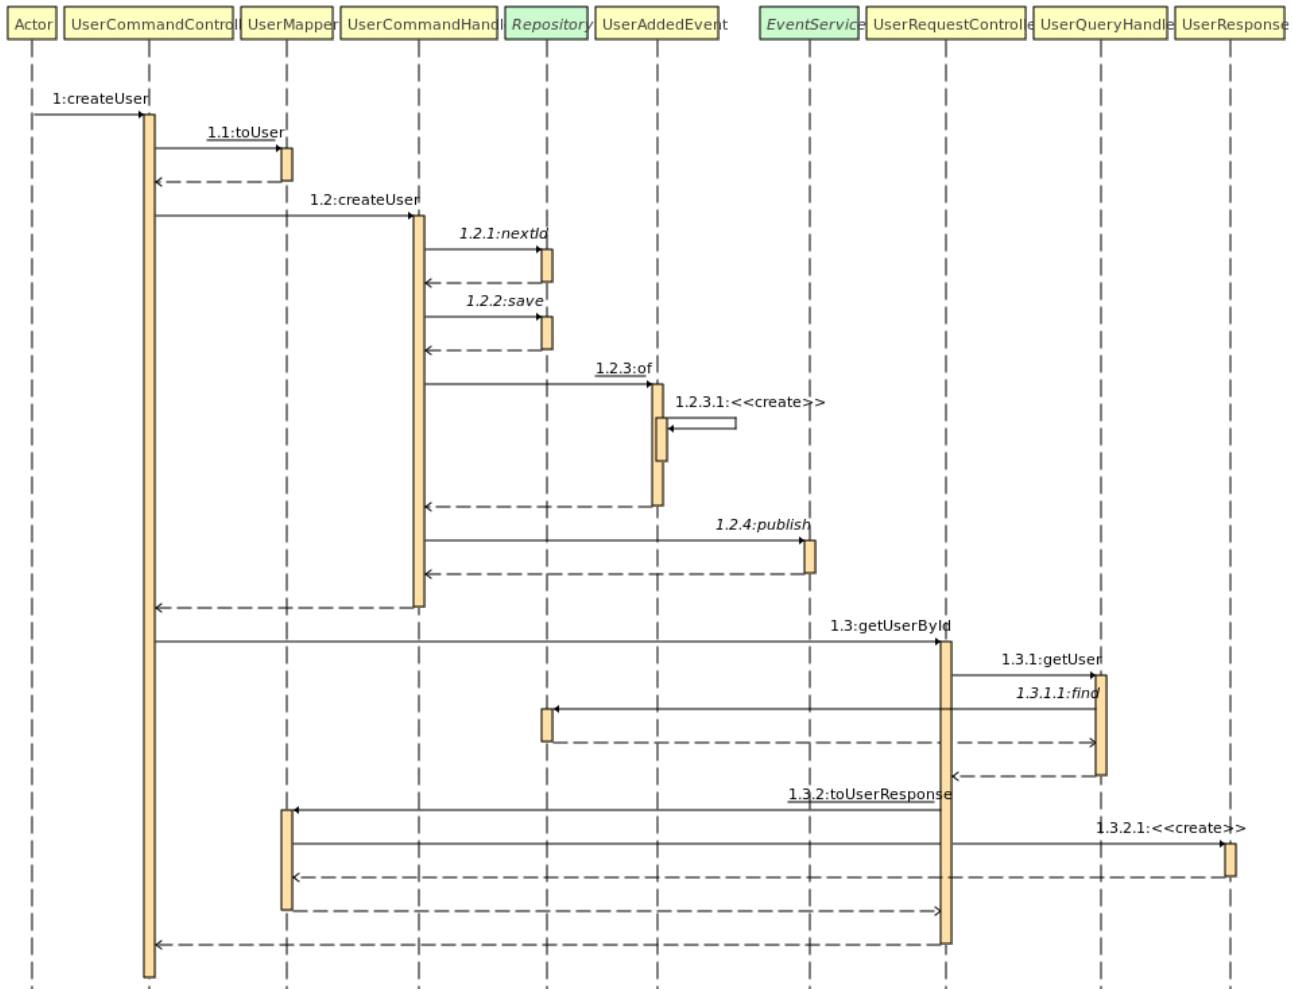 Actor
UserCommandControl
UserMapper
UserCommandHandl
Repository
UserAddedEvent
EventService
UserRequestControlle
UserQueryHandle
UserResponse
1:createUser
1.1:toUser
1.2:createUser
1.2.1:nextId
1.2.2:save
1.2.3:of
1.2.3.1:<<create>>
1.2.4:publish
1.3:getUserById
1.3.1:getUser
1.3.1.1:find
1.3.2:toUserResponse
1.3.2.1:<<create>>